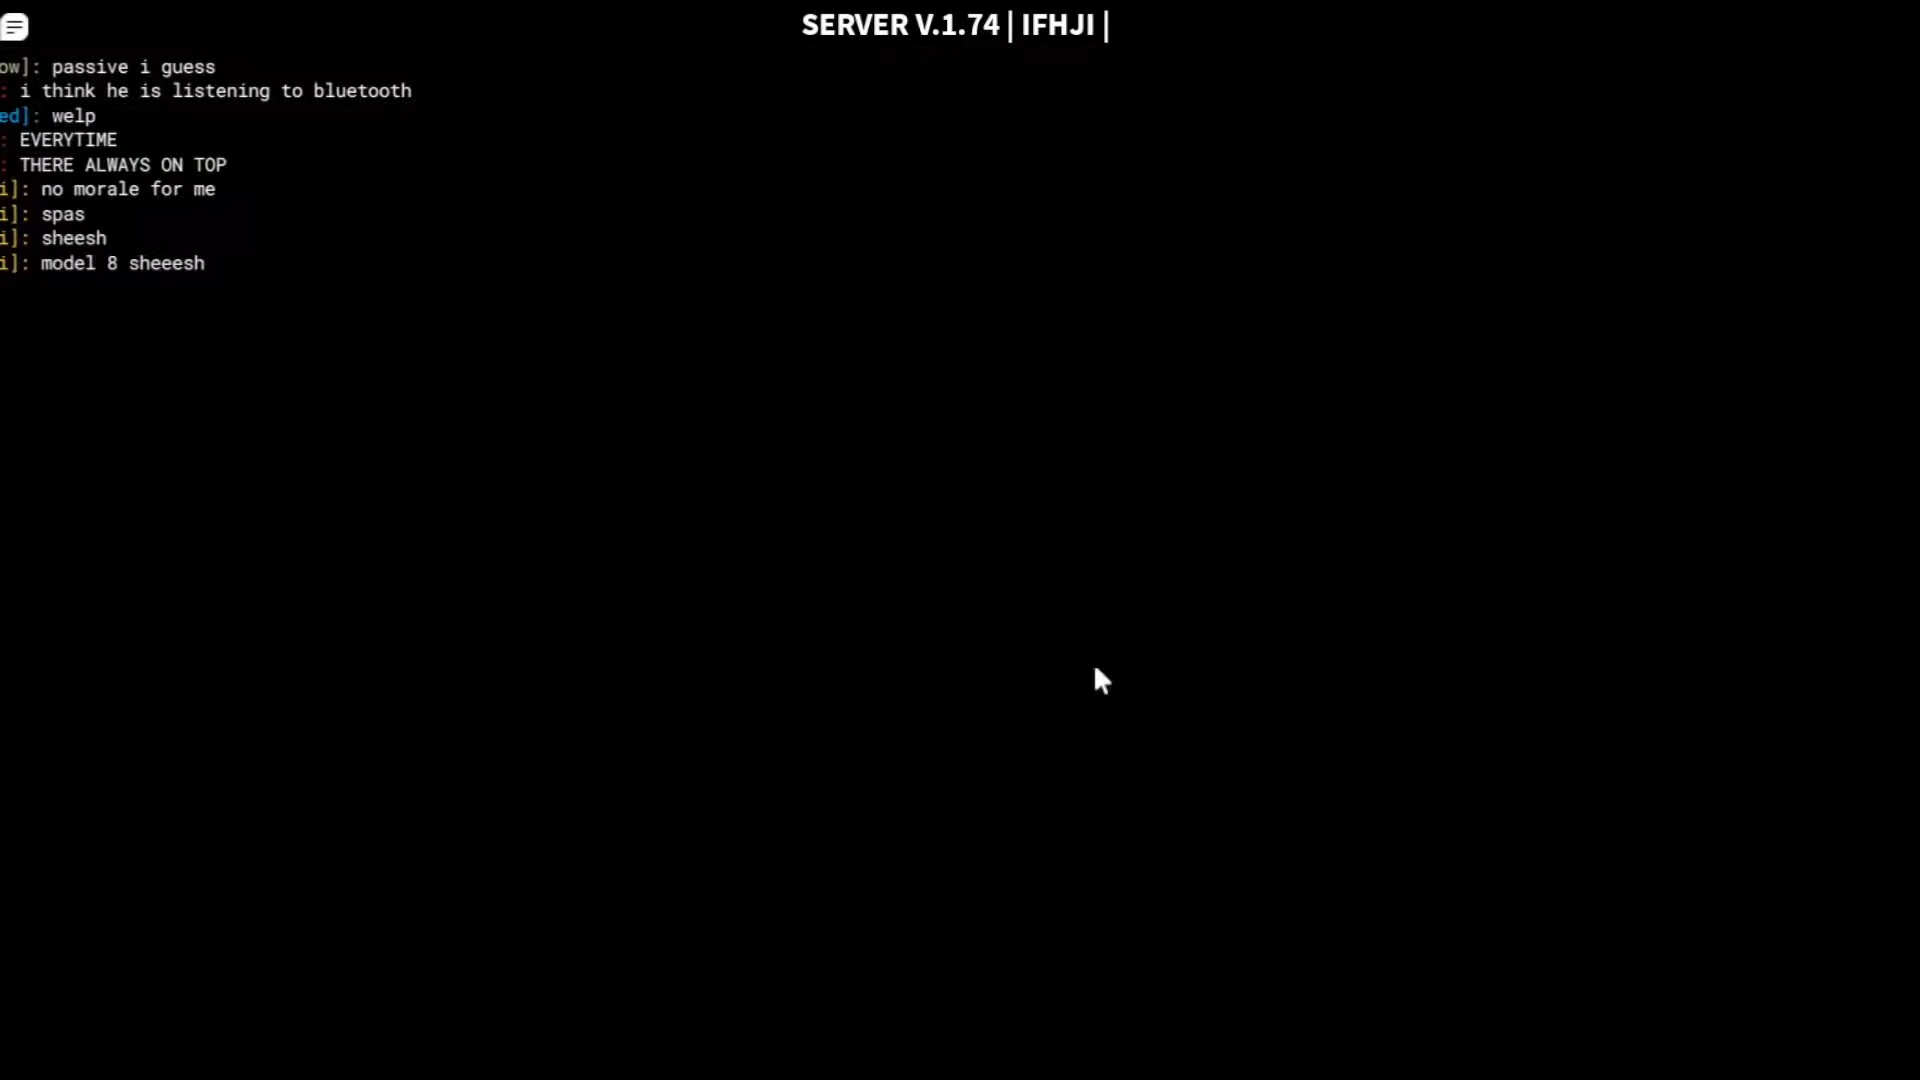 SERVER V.1.74 | IFHJI |
ow]: passive i guess
: i think he is listening to bluetooth
ed]: welp
: EVERYTIME
: THERE ALWAYS ON TOP
i]: no morale for me
i]: spas
i]: sheesh
i]: model 8 sheeesh